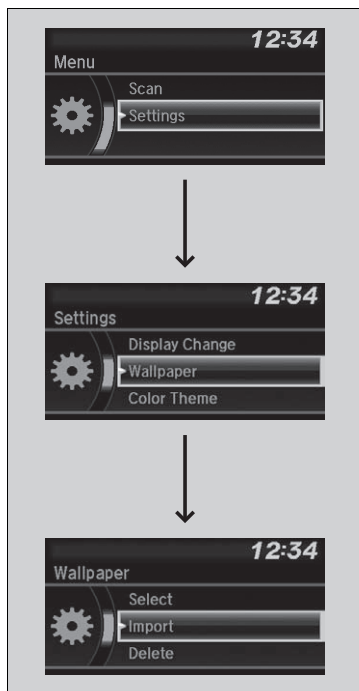 12:34
Menu
Scan
Settings
12:34
Settings
Display Change
Wallpaper
Color Theme
12:34
Wallpaper
Select
Import
Delete